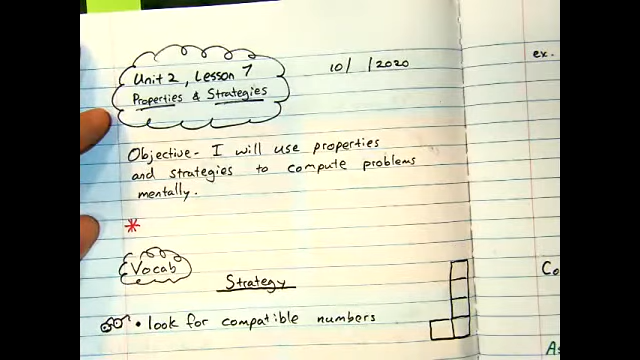 Unit 2, Lesson 7
Properties & Strategies
10/ /2020
ex.
Objective - I will use properties
and strategies to compute problems
mentally.
*
Vocab
Strategy
• look for compatible numbers
Co
A